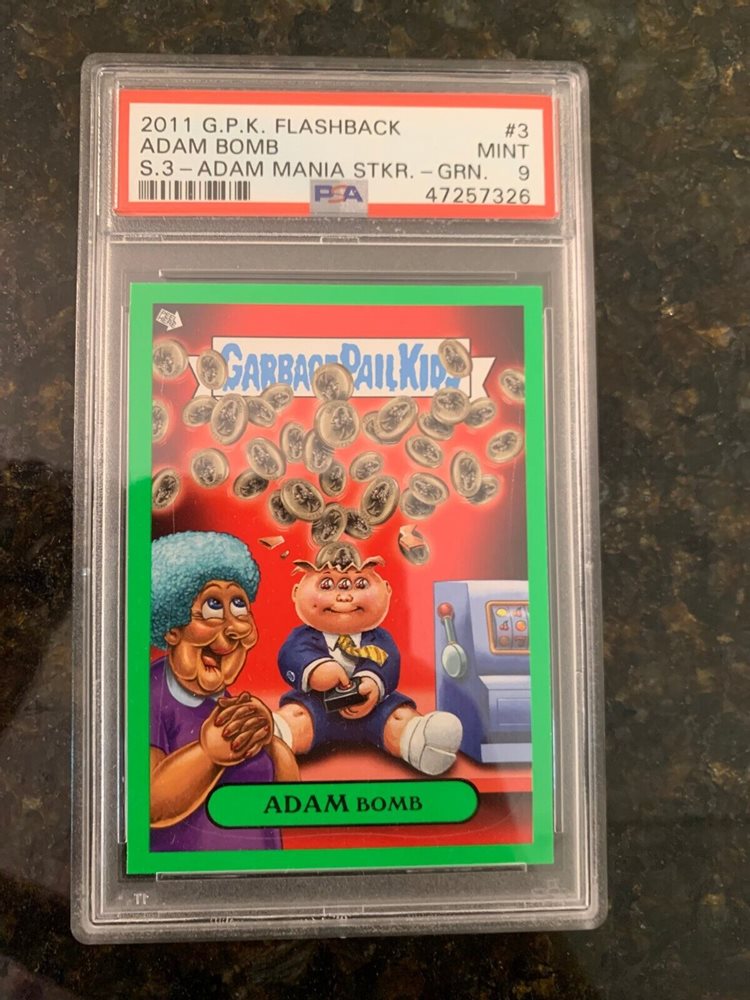 2011 G.P.K. FLASHBACK #3
ADAM BOMB MINT
S.3-ADAM MANIA STKR.-GRN. 9
PSA 47257326
GARBAGE PAIL KIDS
ADAM BOMB